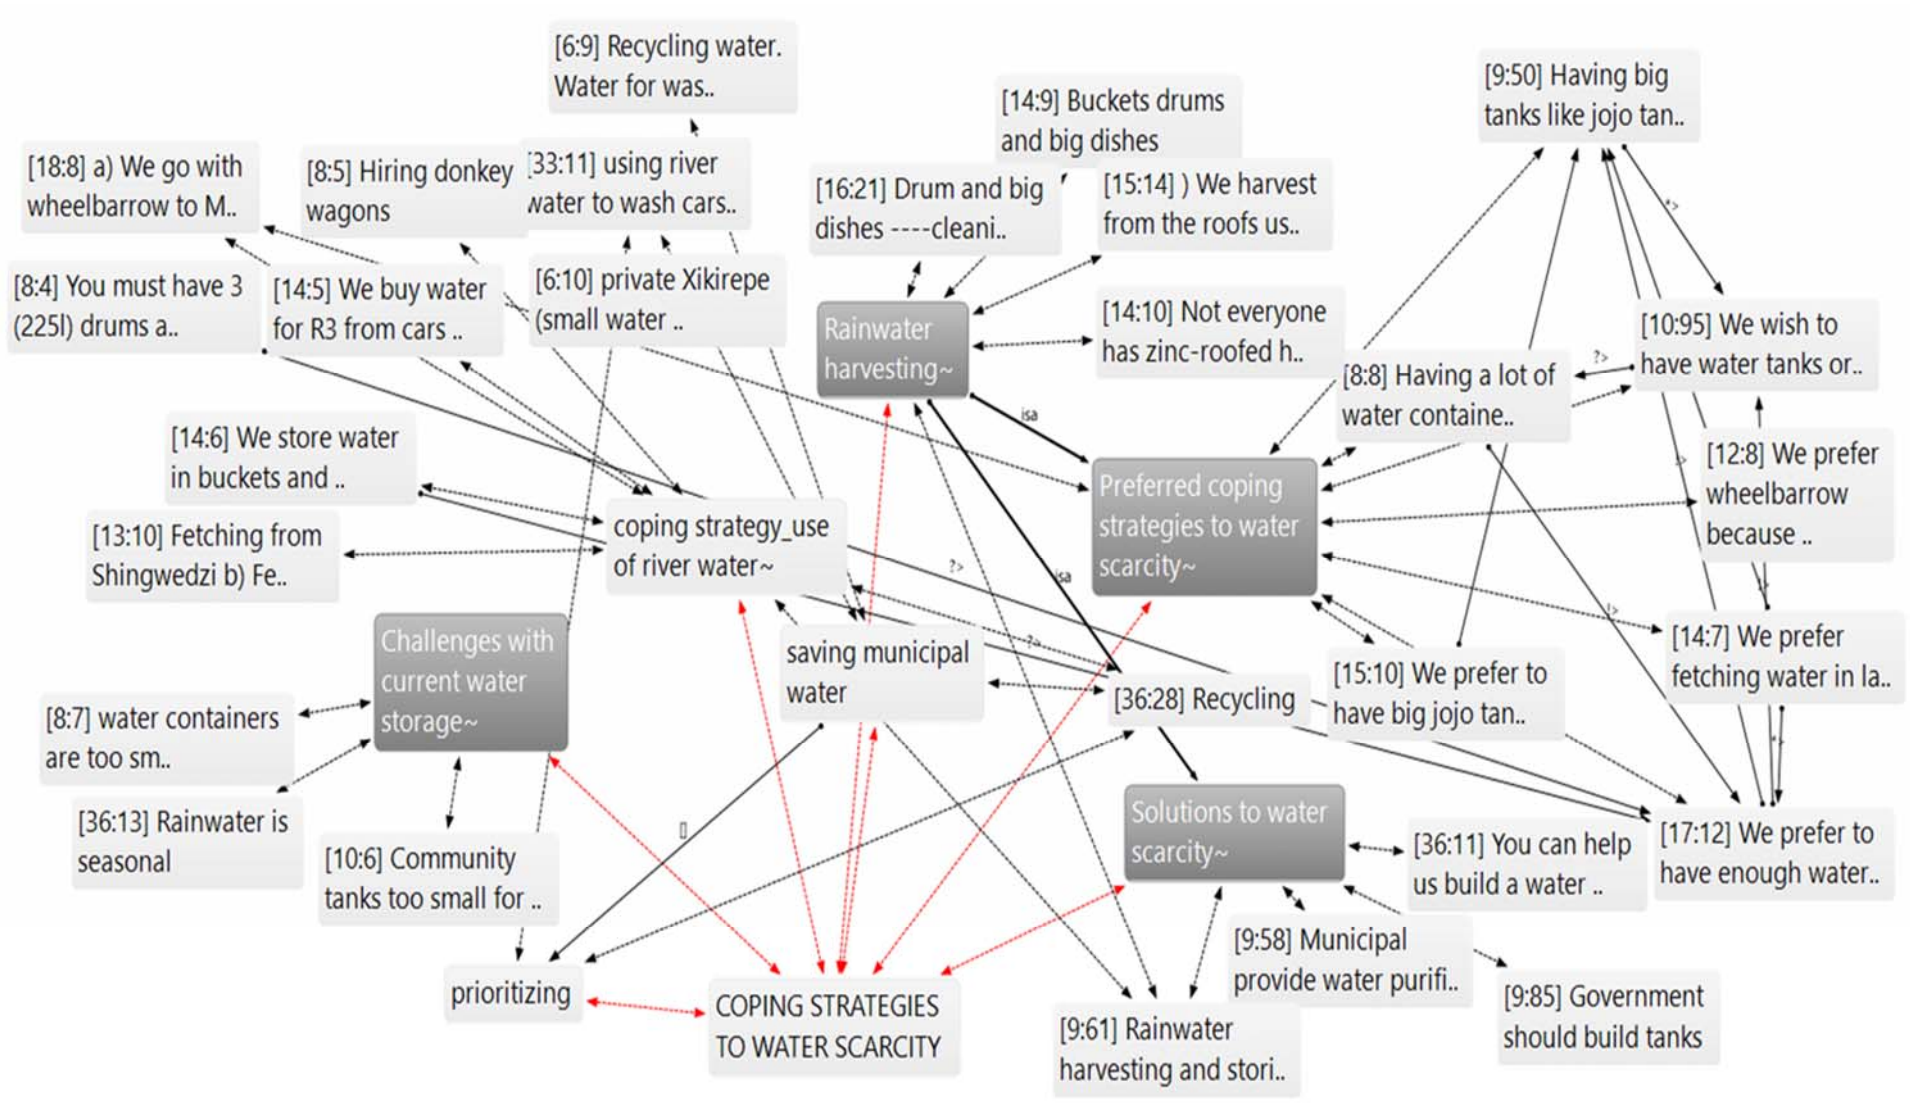 [6:9] Recycling water.
Water for was..
[9:50] Having big
tanks like jojo tan..
[14:9] Buckets drums
and big dishes
[18:8] a) We go with
wheelbarrow to M..
[8:5] Hiring donkey
wagons
[33:11] using river
water to wash cars..
[16:21] Drum and big
dishes ----cleani..
[15:14] ) We harvest
from the roofs us..
*>
[8:4] You must have 3
(225l) drums a..
[14:5] We buy water
for R3 from cars ..
[6:10] private Xikirepe
(small water ..
Rainwater
harvesting~
[14:10] Not everyone
has zinc-roofed h..
[10:95] We wish to
have water tanks or..
?>
[8:8] Having a lot of
water containe..
isa
[14:6] We store water
in buckets and ..
[12:8] We prefer
wheelbarrow
because ..
Preferred coping
strategies to water
scarcity~
[13:10] Fetching from
Shingwedzi b) Fe..
coping strategy_use
of river water~
?>
isa
!>
Challenges with
current water
storage~
saving municipal
water
?>
[14:7] We prefer
fetching water in la..
[36:28] Recycling
[15:10] We prefer to
have big jojo tan..
[8:7] water containers
are too sm..
[36:13] Rainwater is
seasonal
[10:6] Community
tanks too small for ..
Solutions to water
scarcity~
[36:11] You can help
us build a water ..
[17:12] We prefer to
have enough water..
[9:58] Municipal
provide water purifi..
[9:85] Government
should build tanks
prioritizing
COPING STRATEGIES
TO WATER SCARCITY
[9:61] Rainwater
harvesting and stori..